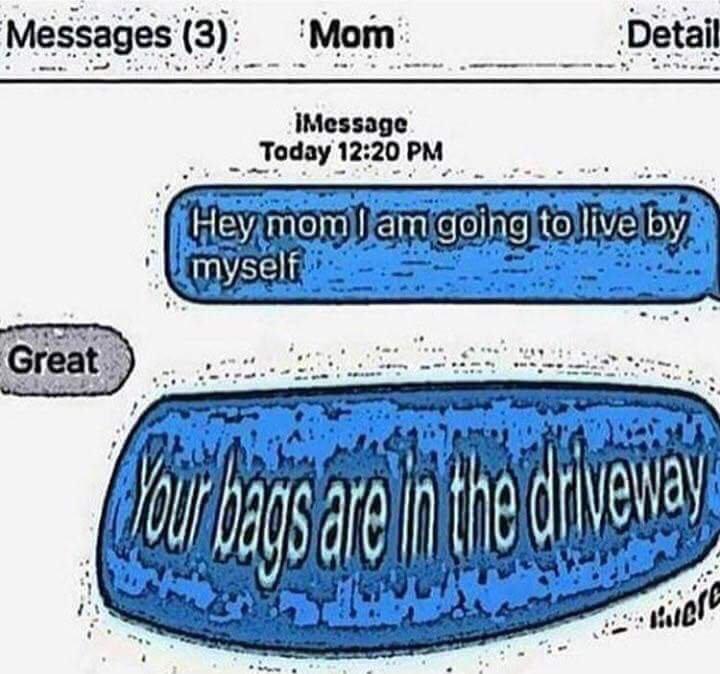 Messages (3) Mom Detail
iMessage
Today 12:20 PM
Hey mom I am going to live by
myself
Great
Your bags are in the driveway